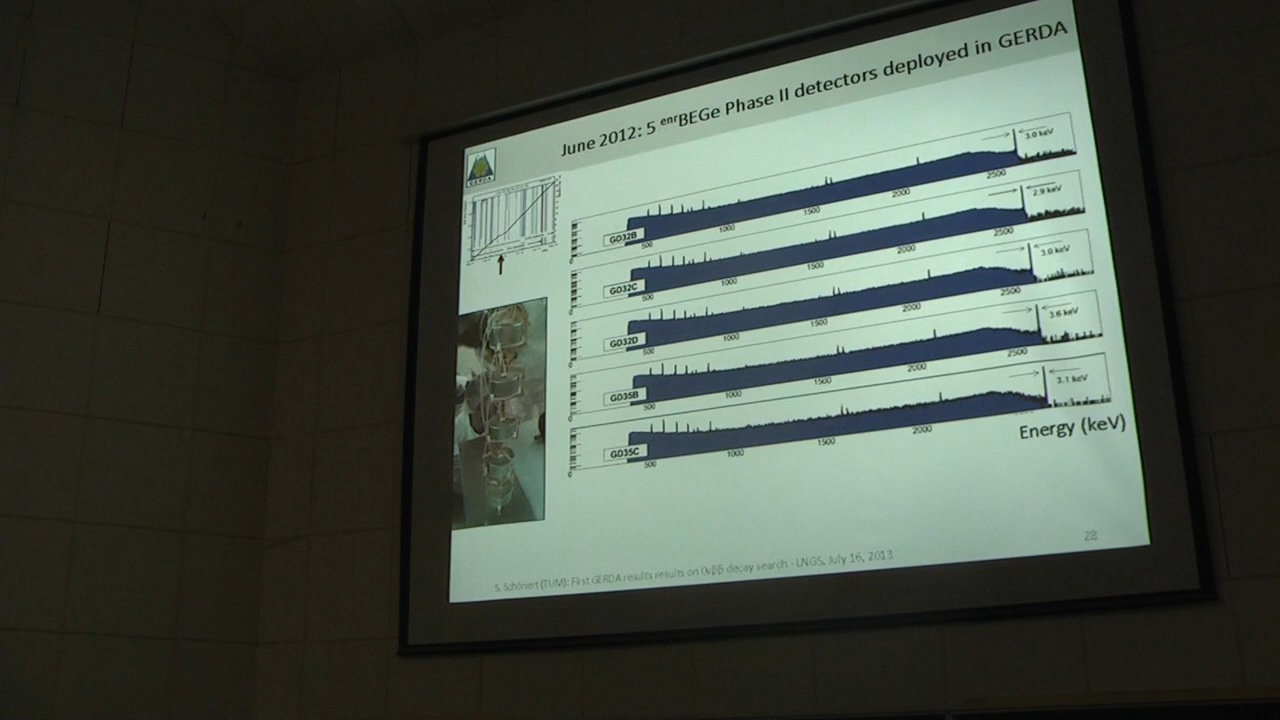 June 2012: 5 enrBEGe Phase II detectors deployed in GERDA
GERDA
3.0 keV
GD32B
500 1000 1500 2000 2500
2.9 keV
GD32C
500 1000 1500 2000 2500
3.0 keV
GD32D
500 1000 1500 2000 2500
3.6 keV
GD35B
500 1000 1500 2000 2500
3.1 keV
GD35C
500 1000 1500 2000
Energy (keV)
28
S. Schönert (TUM): First GERDA results results on 0νββ decay search - LNGS, July 16, 2013